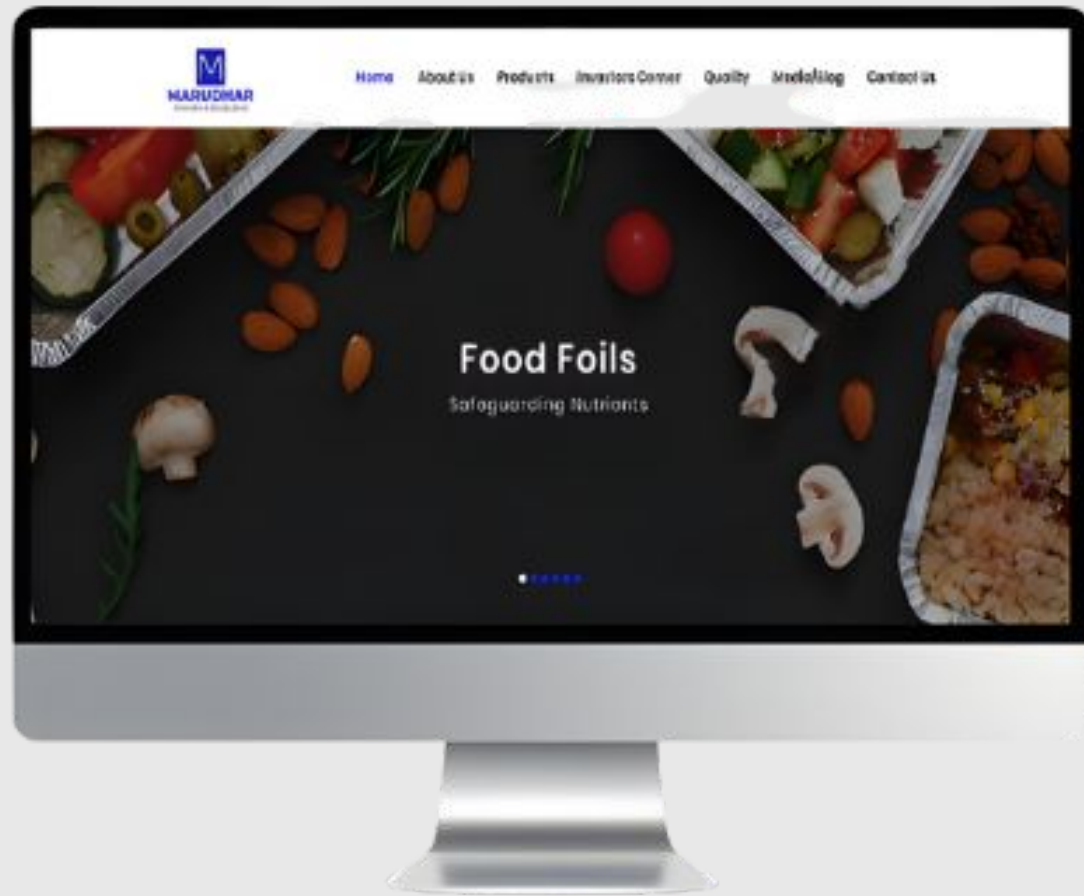 M
MARUDHAR
Home About Us Products Investors Corner Quality Media/Blog Contact Us
Food Foils
Safeguarding Nutrients